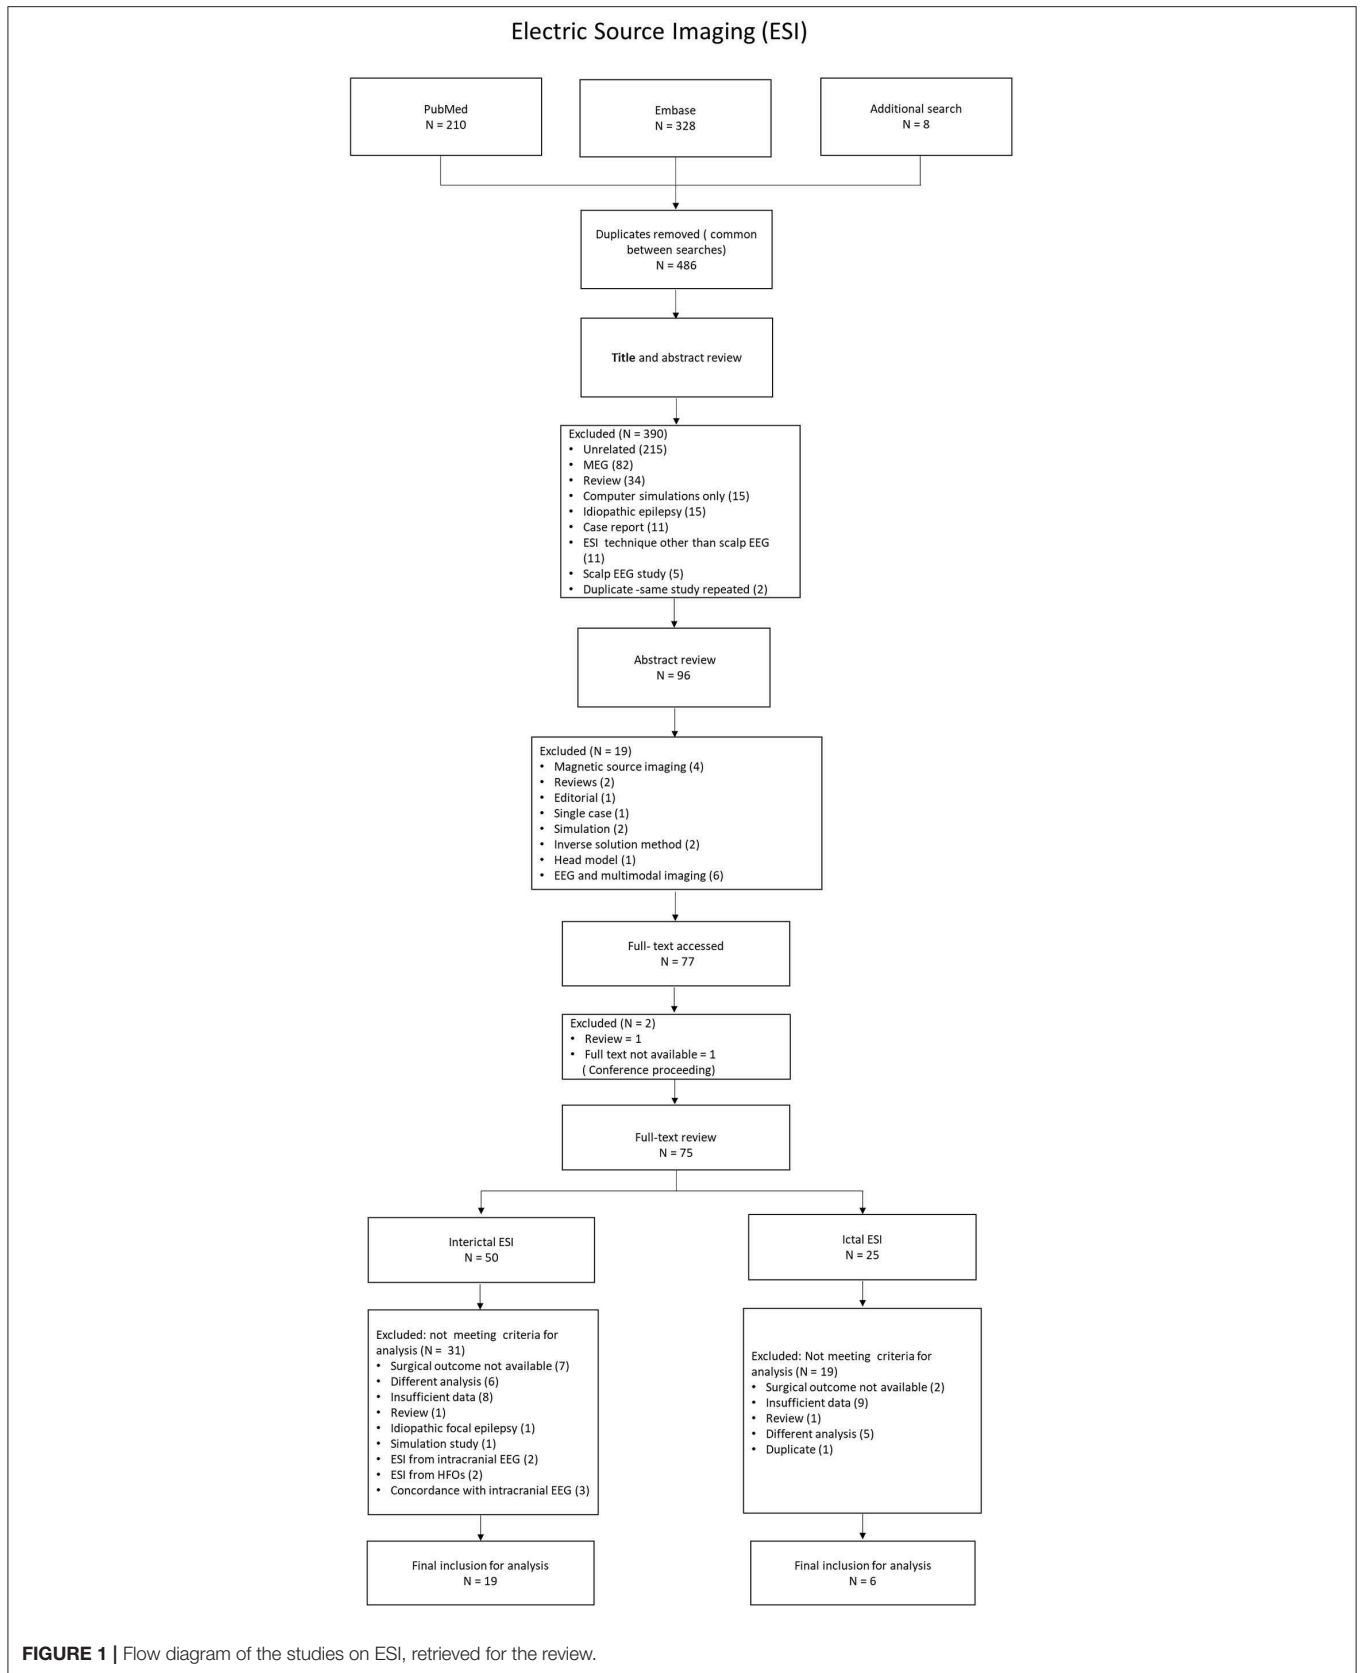 Electric Source Imaging (ESI)
PubMed
N = 210
Embase
N = 328
Additional search
N = 8
Duplicates removed ( common
between searches)
N = 486
Title and abstract review
Excluded (N = 390)
• Unrelated (215)
• MEG (82)
• Review (34)
• Computer simulations only (15)
• Idiopathic epilepsy (15)
• Case report (11)
• ESI technique other than scalp EEG
(11)
• Scalp EEG study (5)
• Duplicate -same study repeated (2)
Abstract review
N = 96
Excluded (N = 19)
• Magnetic source imaging (4)
• Reviews (2)
• Editorial (1)
• Single case (1)
• Simulation (2)
• Inverse solution method (2)
• Head model (1)
• EEG and multimodal imaging (6)
Full- text accessed
N = 77
Excluded (N = 2)
• Review = 1
• Full text not available = 1
( Conference proceeding)
Full-text review
N = 75
Interictal ESI
N = 50
Ictal ESI
N = 25
Excluded: not meeting criteria for
analysis (N = 31)
• Surgical outcome not available (7)
• Different analysis (6)
• Insufficient data (8)
• Review (1)
• Idiopathic focal epilepsy (1)
• Simulation study (1)
• ESI from intracranial EEG (2)
• ESI from HFOs (2)
• Concordance with intracranial EEG (3)
Excluded: Not meeting criteria for
analysis (N = 19)
• Surgical outcome not available (2)
• Insufficient data (9)
• Review (1)
• Different analysis (5)
• Duplicate (1)
Final inclusion for analysis
N = 19
Final inclusion for analysis
N = 6
FIGURE 1 | Flow diagram of the studies on ESI, retrieved for the review.